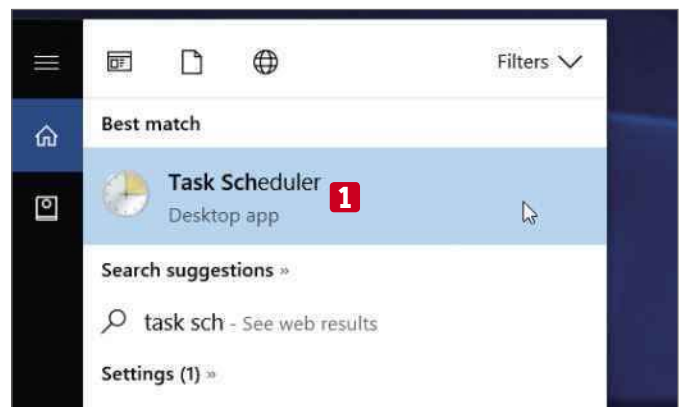 Filters
Best match
Task Scheduler
1
Desktop app
Search suggestions »
task sch - See web results
Settings (1) »